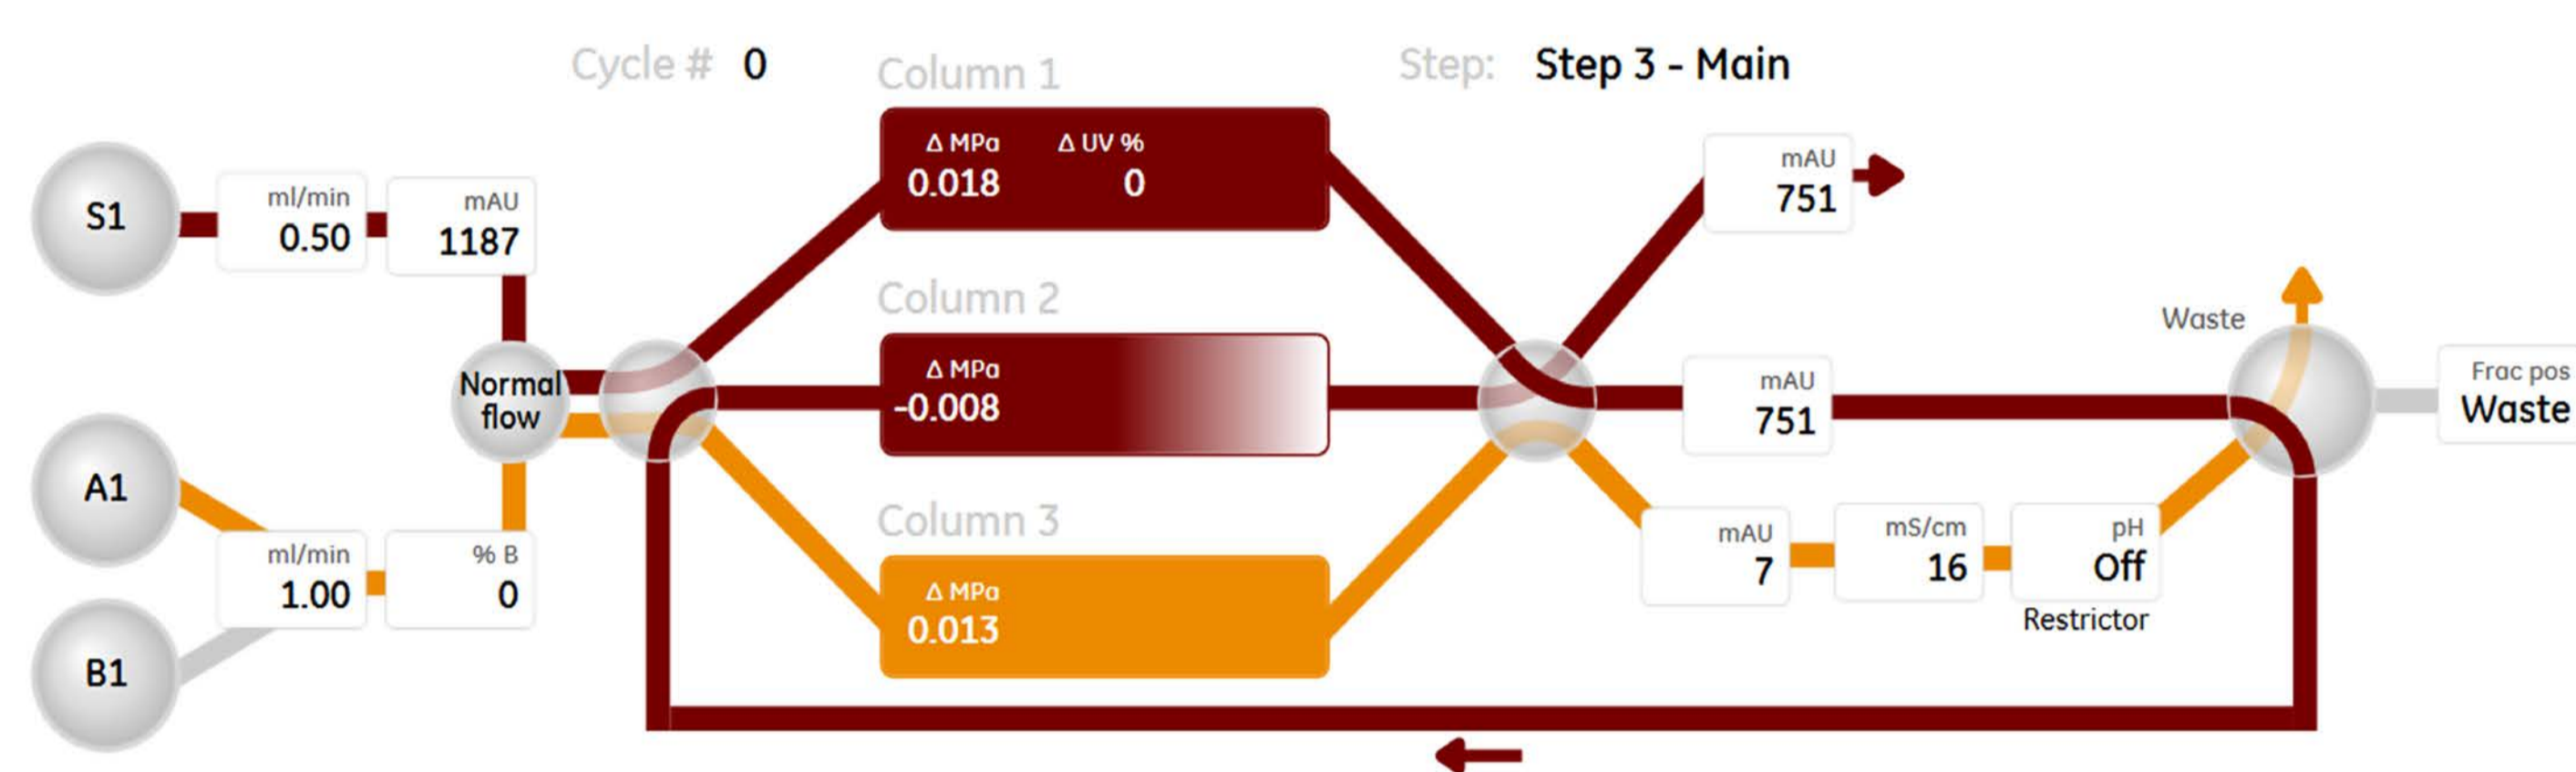 Cycle # 0
Step: Step 3 - Main
Column 1
Δ MPa Δ UV %
0.018 0
mAU
751
S1
ml/min
0.50
mAU
1187
Column 2
Δ MPa
-0.008
Normal
flow
mAU
751
Waste
Frac pos
Waste
A1
ml/min
1.00
% B
0
B1
Column 3
Δ MPa
0.013
mAU
7
mS/cm
16
pH
Off
Restrictor